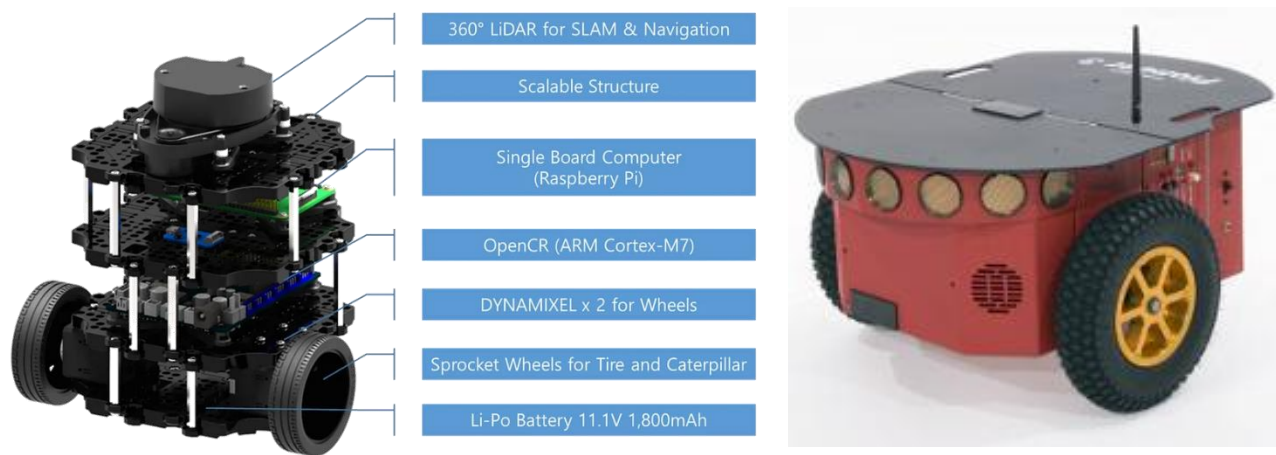 360° LiDAR for SLAM & Navigation
Scalable Structure
Single Board Computer
(Raspberry Pi)
OpenCR (ARM Cortex-M7)
DYNAMIXEL x 2 for Wheels
Sprocket Wheels for Tire and Caterpillar
Li-Po Battery 11.1V 1,800mAh